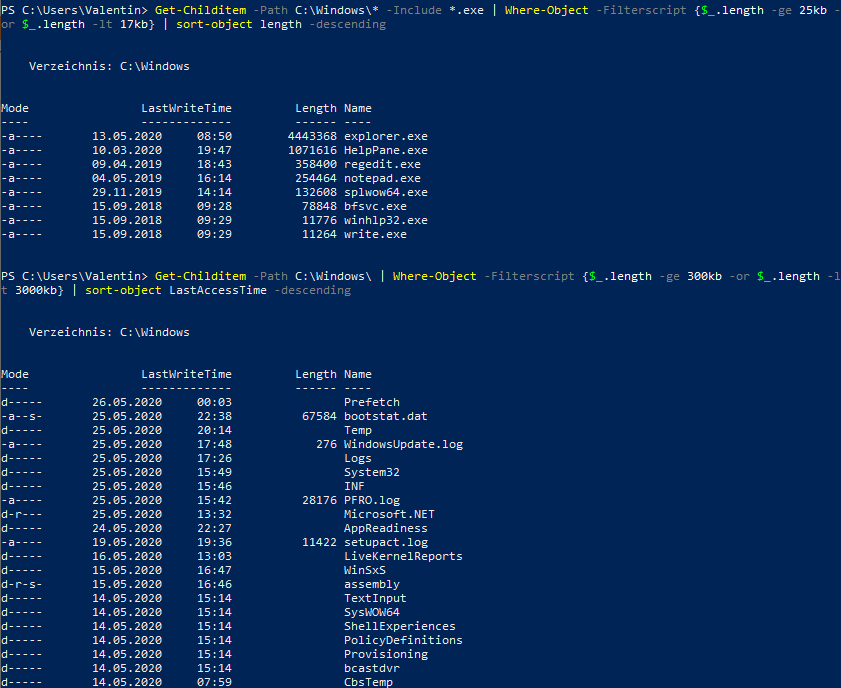 PS C:\Users\Valentin> Get-Childitem -Path C:\Windows\* -Include *.exe | Where-Object -Filterscript {$_.length -ge 25kb -
or $_.length -lt 17kb} | sort-object length -descending
Verzeichnis: C:\Windows
Mode LastWriteTime Length Name
---- ------------- ------ ----
-a---- 13.05.2020 08:50 4443368 explorer.exe
-a---- 10.03.2020 19:47 1071616 HelpPane.exe
-a---- 09.04.2019 18:43 358400 regedit.exe
-a---- 04.05.2019 16:14 254464 notepad.exe
-a---- 29.11.2019 14:14 132608 splwow64.exe
-a---- 15.09.2018 09:28 78848 bfsvc.exe
-a---- 15.09.2018 09:29 11776 winhlp32.exe
-a---- 15.09.2018 09:29 11264 write.exe
PS C:\Users\Valentin> Get-Childitem -Path C:\Windows\ | Where-Object -Filterscript {$_.length -ge 300kb -or $_.length -l
t 3000kb} | sort-object LastAccessTime -descending
Verzeichnis: C:\Windows
Mode LastWriteTime Length Name
---- ------------- ------ ----
d----- 26.05.2020 00:03 Prefetch
-a--s- 25.05.2020 22:38 67584 bootstat.dat
d----- 25.05.2020 20:14 Temp
-a---- 25.05.2020 17:48 276 WindowsUpdate.log
d----- 25.05.2020 17:26 Logs
d----- 25.05.2020 15:49 System32
d----- 25.05.2020 15:46 INF
-a---- 25.05.2020 15:42 28176 PFRO.log
d-r--- 25.05.2020 13:32 Microsoft.NET
d----- 24.05.2020 22:27 AppReadiness
-a---- 19.05.2020 19:36 11422 setupact.log
d----- 16.05.2020 13:03 LiveKernelReports
d----- 15.05.2020 16:47 WinSxS
d-r-s- 15.05.2020 16:46 assembly
d----- 14.05.2020 15:14 TextInput
d----- 14.05.2020 15:14 SysWOW64
d----- 14.05.2020 15:14 ShellExperiences
d----- 14.05.2020 15:14 PolicyDefinitions
d----- 14.05.2020 15:14 Provisioning
d----- 14.05.2020 15:14 bcastdvr
d----- 14.05.2020 07:59 CbsTemp